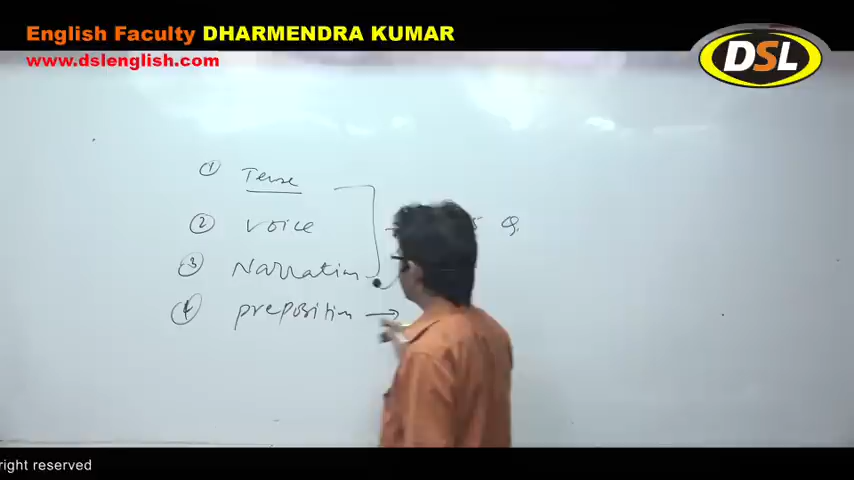 English Faculty DHARMENDRA KUMAR
www.dslenglish.com
DSL
① Tense
② voice
③ Narration
④ preposition →
Q.
right reserved